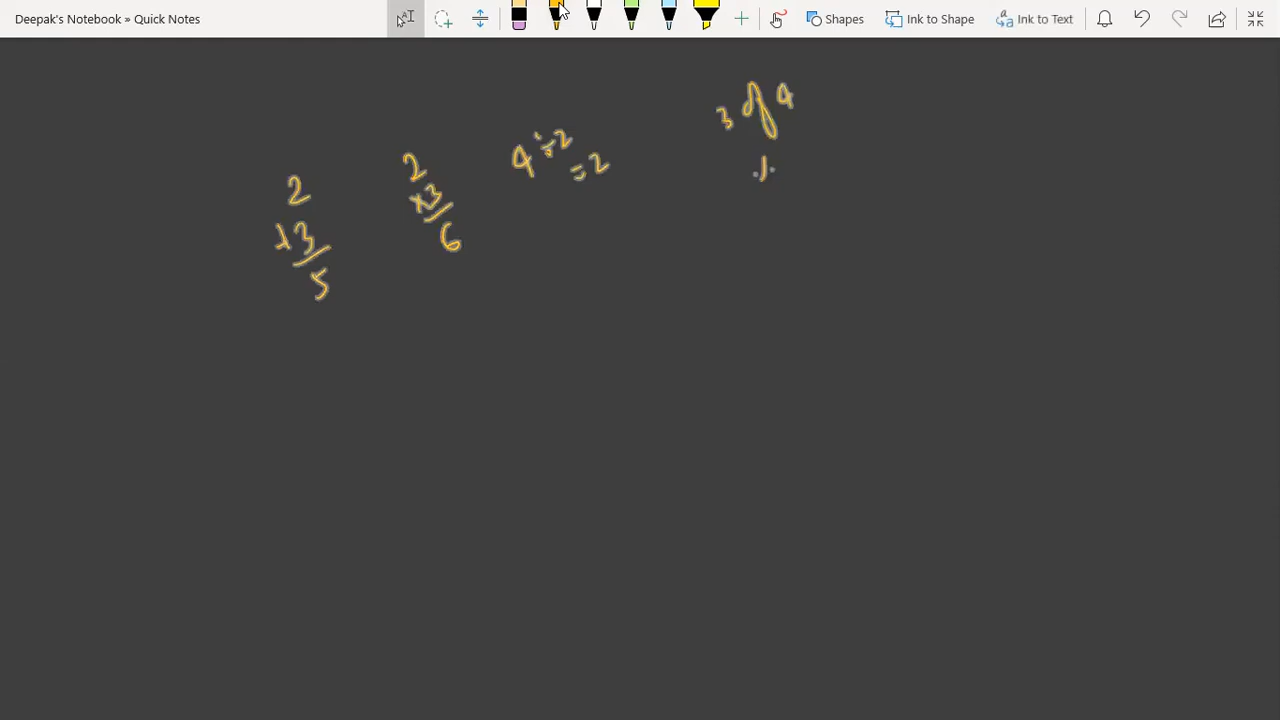 Deepak's Notebook » Quick Notes
Shapes
Ink to Shape
Ink to Text
2
+3
5
2
×3
6
4÷2
=2
3 of 4